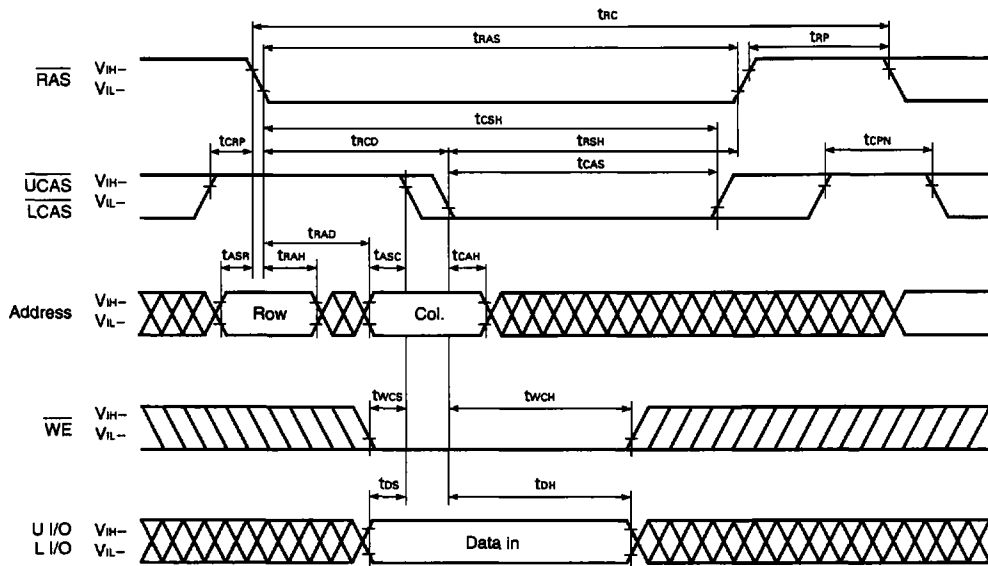 tRC
tRAS
tRP
RAS
VIH–
VIL–
tCSH
tCRP
tRCD
tRSH
tCAS
tCPN
UCAS
LCAS
VIH–
VIL–
tRAD
tASR
tRAH
tASC
tCAH
Address
VIH–
VIL–
Row
Col.
tWCS
tWCH
WE
VIH–
VIL–
tDS
tDH
U I/O
L I/O
VIH–
VIL–
Data in